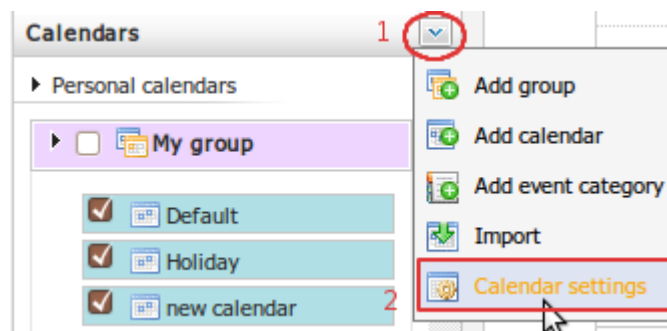 Calendars 1
Personal calendars
My group
Default
Holiday
new calendar 2
Add group
Add calendar
Add event category
Import
Calendar settings